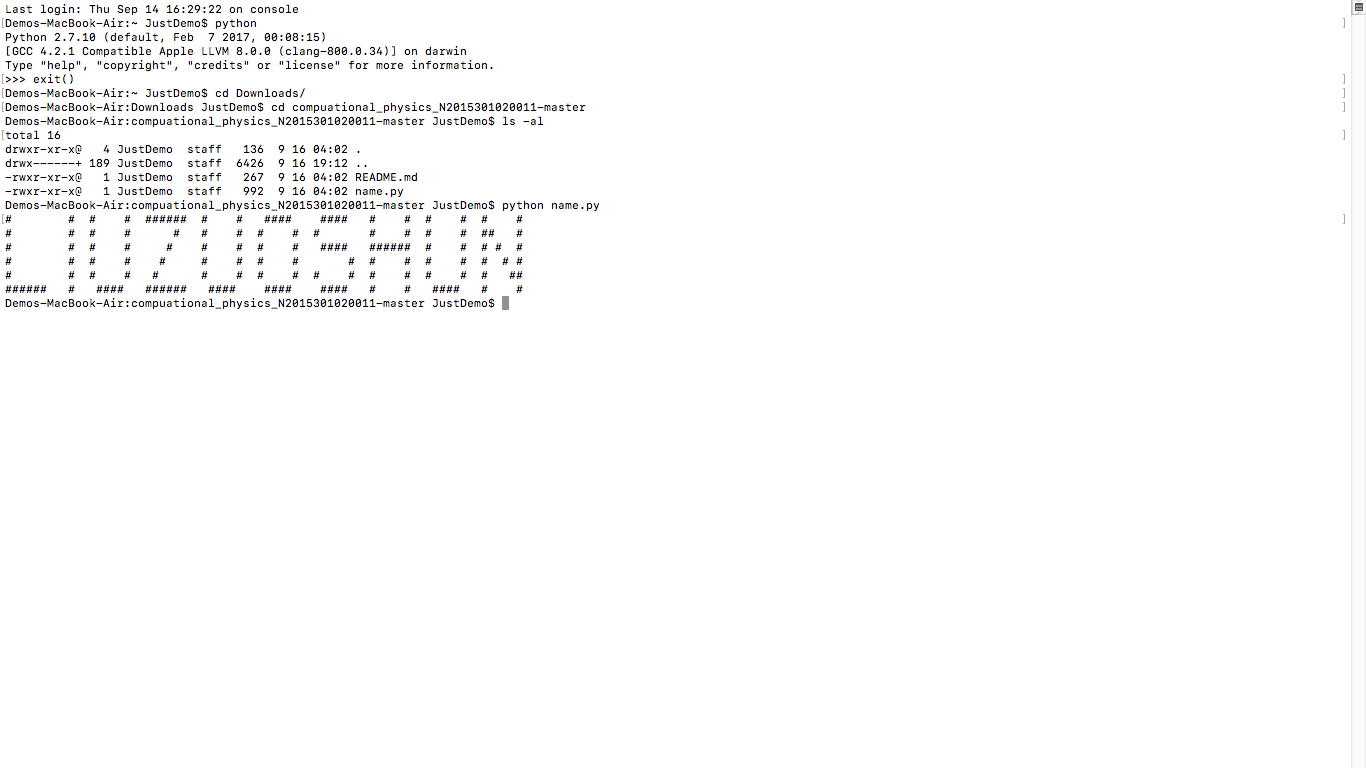 Last login: Thu Sep 14 16:29:22 on console
[Demos-MacBook-Air:~ JustDemo$ python ]
Python 2.7.10 (default, Feb  7 2017, 00:08:15)
[GCC 4.2.1 Compatible Apple LLVM 8.0.0 (clang-800.0.34)] on darwin
Type "help", "copyright", "credits" or "license" for more information.
[>>> exit() ]
[Demos-MacBook-Air:~ JustDemo$ cd Downloads/ ]
[Demos-MacBook-Air:Downloads JustDemo$ cd compuational_physics_N2015301020011-master ]
Demos-MacBook-Air:compuational_physics_N2015301020011-master JustDemo$ ls -al
[total 16 ]
drwxr-xr-x@   4 JustDemo  staff   136  9 16 04:02 .
drwx------+ 189 JustDemo  staff  6426  9 16 19:12 ..
-rwxr-xr-x@   1 JustDemo  staff   267  9 16 04:02 README.md
-rwxr-xr-x@   1 JustDemo  staff   992  9 16 04:02 name.py
Demos-MacBook-Air:compuational_physics_N2015301020011-master JustDemo$ python name.py
[#        #  #    #  ######  #    #   ####    ####   #    #  #    #  #    # ]
#        #  #    #      #   #    #  #    #  #       #    #  #    #  ##   #
#        #  #    #     #    #    #  #    #   ####   ######  #    #  # #  #
#        #  #    #    #     #    #  #    #       #  #    #  #    #  #  # #
#        #  #    #   #      #    #  #    #  #    #  #    #  #    #  #   ##
######   #   ####   ######   ####    ####    ####   #    #   ####   #    #
Demos-MacBook-Air:compuational_physics_N2015301020011-master JustDemo$